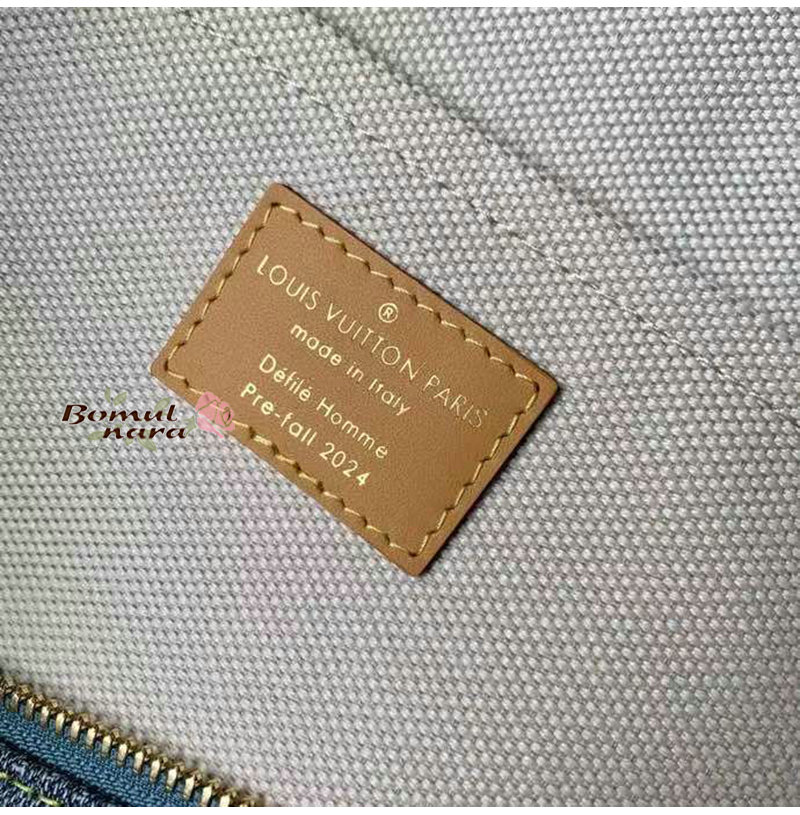 LOUIS VUITTON PARIS
®
made in Italy
Défilé Homme
Pre-fall 2024
Bomul
nara